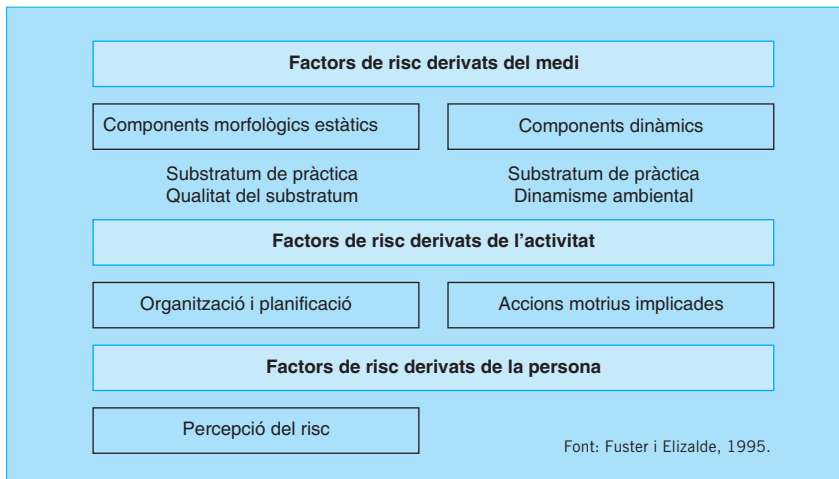 Factors de risc derivats del medi
Components morfològics estàtics
Components dinàmics
Substratum de pràctica
Qualitat del substratum
Substratum de pràctica
Dinamisme ambiental
Factors de risc derivats de l'activitat
Organització i planificació
Accions motrius implicades
Factors de risc derivats de la persona
Percepció del risc
Font: Fuster i Elizalde, 1995.